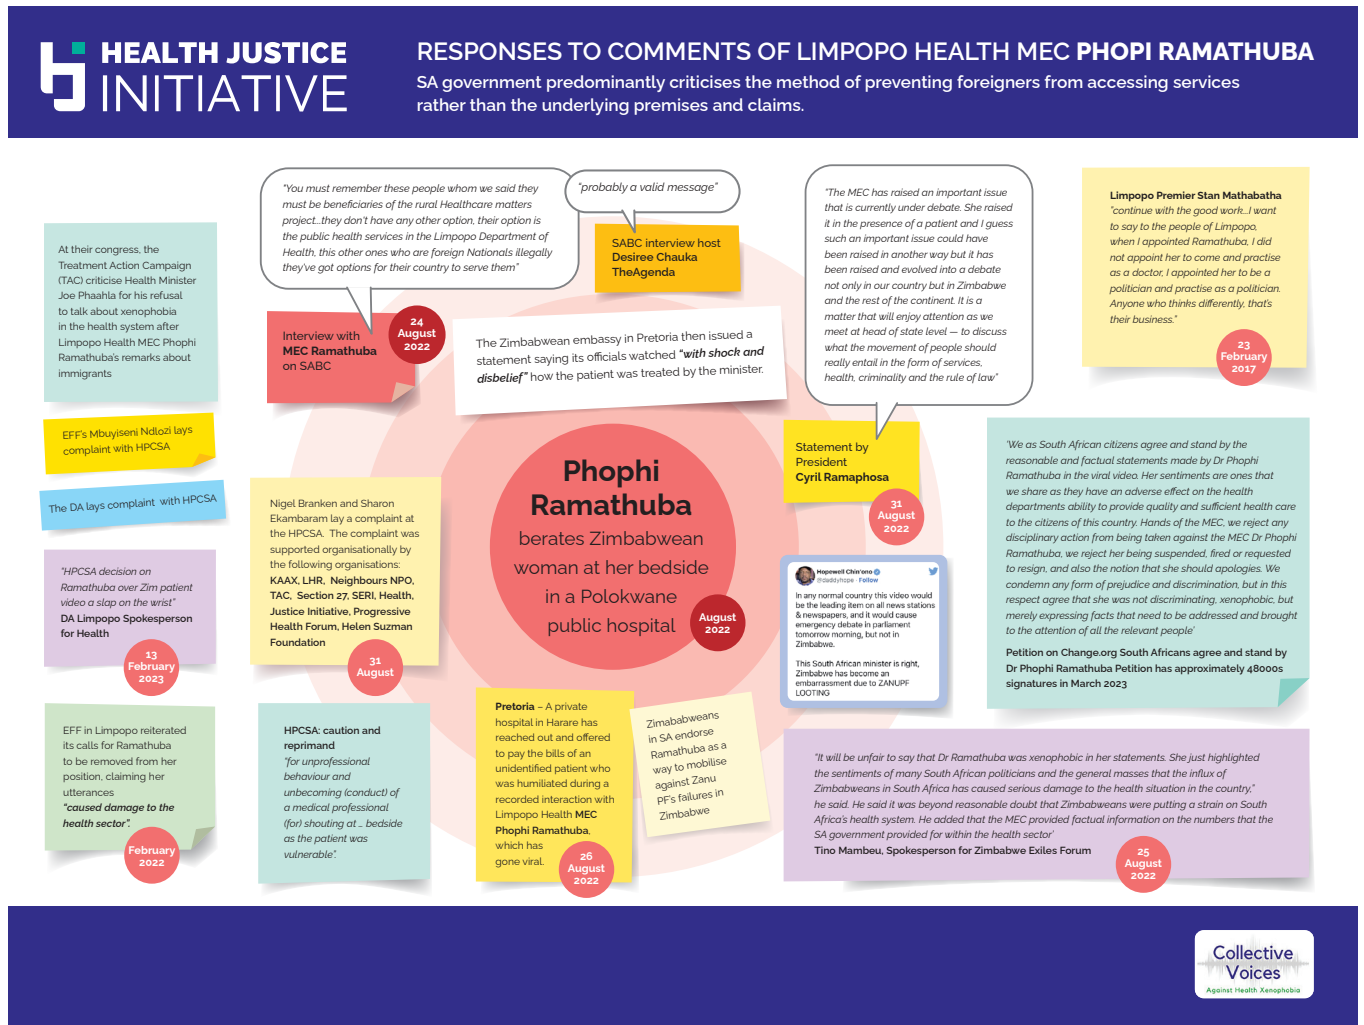 HEALTH JUSTICE
INITIATIVE
RESPONSES TO COMMENTS OF LIMPOPO HEALTH MEC PHOPI RAMATHUBA
SA government predominantly criticises the method of preventing foreigners from accessing services
rather than the underlying premises and claims.
At their congress, the
Treatment Action Campaign
(TAC) criticise Health Minister
Joe Phaahla for his refusal
to talk about xenophobia
in the health system after
Limpopo Health MEC Phophi
Ramathuba's remarks about
immigrants
EFF's Mbuyiseni Ndlozi lays
complaint with HPCSA
The DA lays complaint with HPCSA
"HPCSA decision on
Ramathuba over Zim patient
video a slap on the wrist"
DA Limpopo Spokesperson
for Health
13
February
2023
EFF in Limpopo reiterated
its calls for Ramathuba
to be removed from her
position, claiming her
utterances
"caused damage to the
health sector".
February
2022
"You must remember these people whom we said they
must be beneficiaries of the rural Healthcare matters
project...they don't have any other option, their option is
the public health services in the Limpopo Department of
Health, this other ones who are foreign Nationals illegally
they've got options for their country to serve them"
Interview with
MEC Ramathuba
on SABC
24
August
2022
"probably a valid message"
SABC interview host
Desiree Chauka
TheAgenda
The Zimbabwean embassy in Pretoria then issued a
statement saying its officials watched "with shock and
disbelief" how the patient was treated by the minister.
Nigel Branken and Sharon
Ekambaram lay a complaint at
the HPCSA. The complaint was
supported organisationally by
the following organisations:
KAAX, LHR, Neighbours NPO,
TAC, Section 27, SERI, Health,
Justice Initiative, Progressive
Health Forum, Helen Suzman
Foundation
31
August
HPCSA: caution and
reprimand
"for unprofessional
behaviour and
unbecoming (conduct) of
a medical professional
(for) shouting at ... bedside
as the patient was
vulnerable".
Phophi
Ramathuba
berates Zimbabwean
woman at her bedside
in a Polokwane
public hospital
August
2022
Pretoria – A private
hospital in Harare has
reached out and offered
to pay the bills of an
unidentified patient who
was humiliated during a
recorded interaction with
Limpopo Health MEC
Phophi Ramathuba,
which has
gone viral.
26
August
2022
Zimababweans
in SA endorse
Ramathuba as a
way to mobilise
against Zanu
PF's failures in
Zimbabwe
"The MEC has raised an important issue
that is currently under debate. She raised
it in the presence of a patient and I guess
such an important issue could have
been raised in another way but it has
been raised and evolved into a debate
not only in our country but in Zimbabwe
and the rest of the continent. It is a
matter that will enjoy attention as we
meet at head of state level — to discuss
what the movement of people should
really entail in the form of services,
health, criminality and the rule of law"
Statement by
President
Cyril Ramaphosa
31
August
2022
Hopewell Chin'ono
@daddyhope · Follow
In any normal country this video would
be the leading item on all news stations
& newspapers, and it would cause
emergency debate in parliament
tomorrow morning, but not in
Zimbabwe.
This South African minister is right,
Zimbabwe has become an
embarrassment due to ZANUPF
LOOTING
Limpopo Premier Stan Mathabatha
"continue with the good work...I want
to say to the people of Limpopo,
when I appointed Ramathuba, I did
not appoint her to come and practise
as a doctor, I appointed her to be a
politician and practise as a politician.
Anyone who thinks differently, that's
their business."
23
February
2017
'We as South African citizens agree and stand by the
reasonable and factual statements made by Dr Phophi
Ramathuba in the viral video. Her sentiments are ones that
we share as they have an adverse effect on the health
departments ability to provide quality and sufficient health care
to the citizens of this country. Hands of the MEC, we reject any
disciplinary action from being taken against the MEC Dr Phophi
Ramathuba, we reject her being suspended, fired or requested
to resign, and also the notion that she should apologies. We
condemn any form of prejudice and discrimination, but in this
respect agree that she was not discriminating, xenophobic, but
merely expressing facts that need to be addressed and brought
to the attention of all the relevant people'
Petition on Change.org South Africans agree and stand by
Dr Phophi Ramathuba Petition has approximately 48000s
signatures in March 2023
"It will be unfair to say that Dr Ramathuba was xenophobic in her statements. She just highlighted
the sentiments of many South African politicians and the general masses that the influx of
Zimbabweans in South Africa has caused serious damage to the health situation in the country,"
he said. He said it was beyond reasonable doubt that Zimbabweans were putting a strain on South
Africa's health system. He added that the MEC provided factual information on the numbers that the
SA government provided for within the health sector'
Tino Mambeu, Spokesperson for Zimbabwe Exiles Forum
25
August
2022
Collective
Voices
Against Health Xenophobia